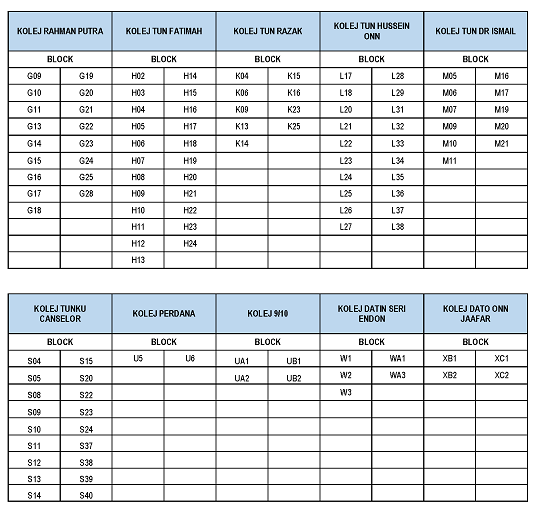 KOLEJ RAHMAN PUTRA KOLEJ TUN FATIMAH KOLEJ TUN RAZAK KOLEJ TUN HUSSEIN ONN KOLEJ TUN DR ISMAIL
BLOCK BLOCK BLOCK BLOCK BLOCK
G09 G19 H02 H14 K04 K15 L17 L28 M05 M16
G10 G20 H03 H15 K06 K16 L18 L29 M06 M17
G11 G21 H04 H16 K09 K23 L20 L31 M07 M19
G13 G22 H05 H17 K13 K25 L21 L32 M09 M20
G14 G23 H06 H18 K14 L22 L33 M10 M21
G15 G24 H07 H19 L23 L34 M11
G16 G25 H08 H20 L24 L35
G17 G28 H09 H21 L25 L36
G18 H10 H22 L26 L37
H11 H23 L27 L38
H12 H24
H13
KOLEJ TUNKU CANSELOR KOLEJ PERDANA KOLEJ 9/10 KOLEJ DATIN SERI ENDON KOLEJ DATO ONN JAAFAR
BLOCK BLOCK BLOCK BLOCK BLOCK
S04 S15 U5 U6 UA1 UB1 W1 WA1 XB1 XC1
S05 S20 UA2 UB2 W2 WA3 XB2 XC2
S08 S22 W3
S09 S23
S10 S24
S11 S37
S12 S38
S13 S39
S14 S40